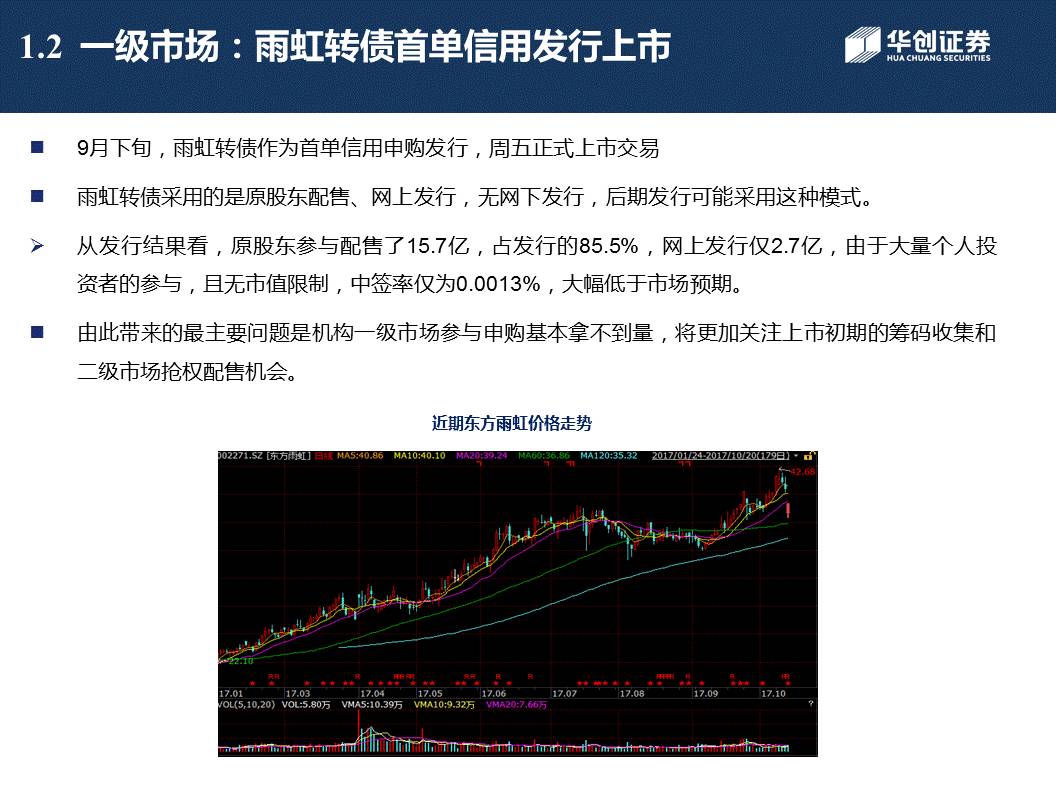 1.2 一级市场：雨虹转债首单信用发行上市
华创证券
HUA CHUANG SECURITIES
9月下旬，雨虹转债作为首单信用申购发行，周五正式上市交易
雨虹转债采用的是原股东配售、网上发行，无网下发行，后期发行可能采用这种模式。
从发行结果看，原股东参与配售了15.7亿，占发行的85.5%，网上发行仅2.7亿，由于大量个人投
资者的参与，且无市值限制，中签率仅为0.0013%，大幅低于市场预期。
由此带来的最主要问题是机构一级市场参与申购基本拿不到量，将更加关注上市初期的筹码收集和
二级市场抢权配售机会。
近期东方雨虹价格走势
002271.SZ [东方雨虹] 日线 MA5:40.86 MA10:40.10 MA20:39.24 MA60:36.86 MA120:35.32 2017/01/24-2017/10/20(179日)
42.68
22.10
17.01 17.03 17.04 17.05 17.06 17.07 17.08 17.09 17.10
VOL(5,10,20) VOL:5.80万 VMA5:10.39万 VMA10:9.32万 VMA20:7.66万 ?